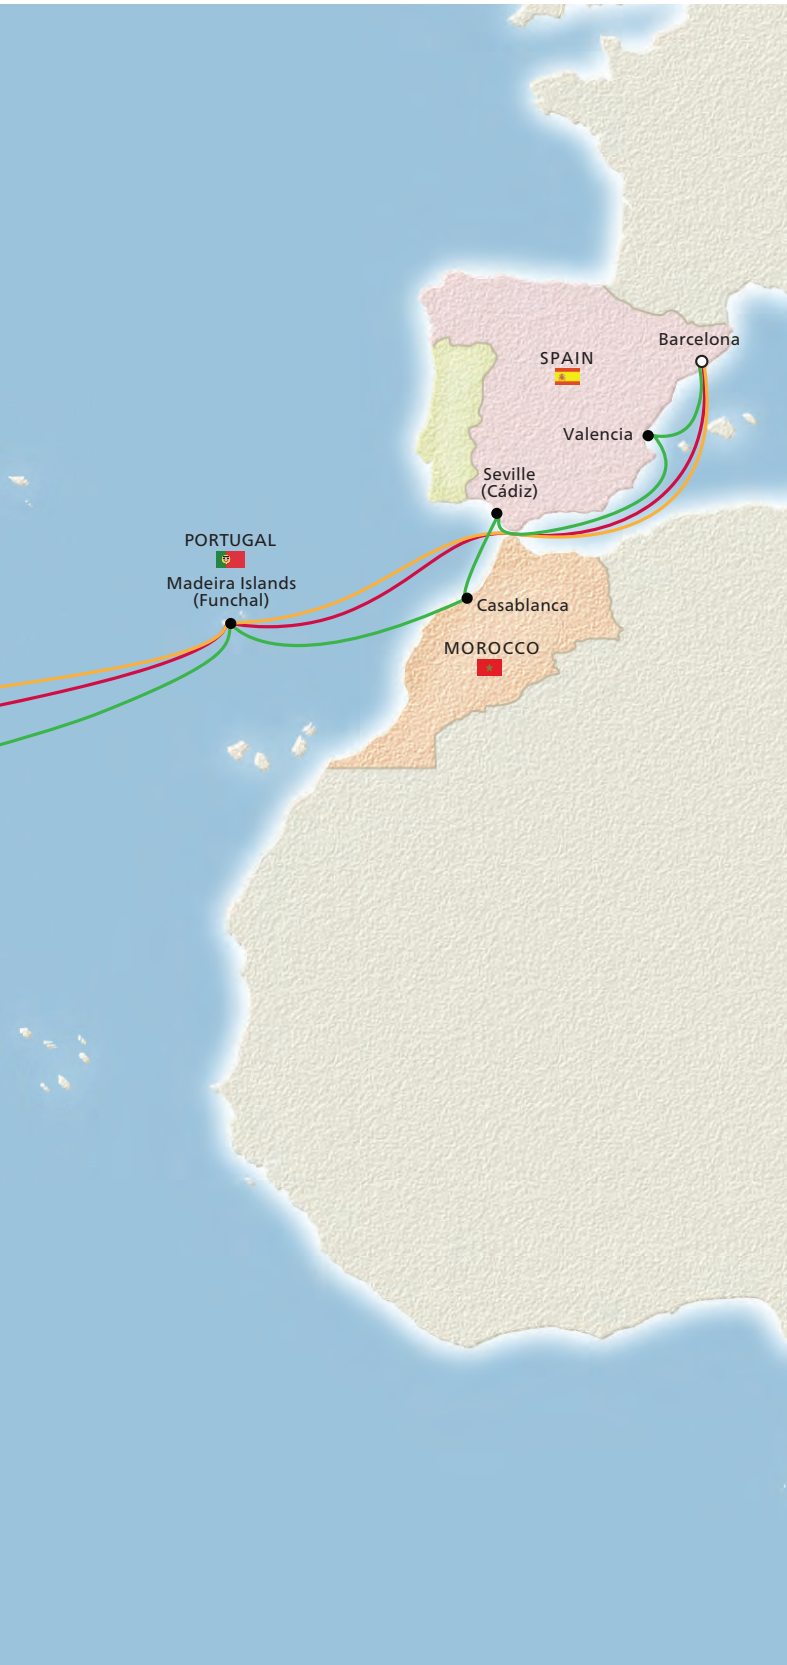 Barcelona
SPAIN
Valencia
Seville
(Cádiz)
PORTUGAL
Madeira Islands
(Funchal)
Casablanca
MOROCCO